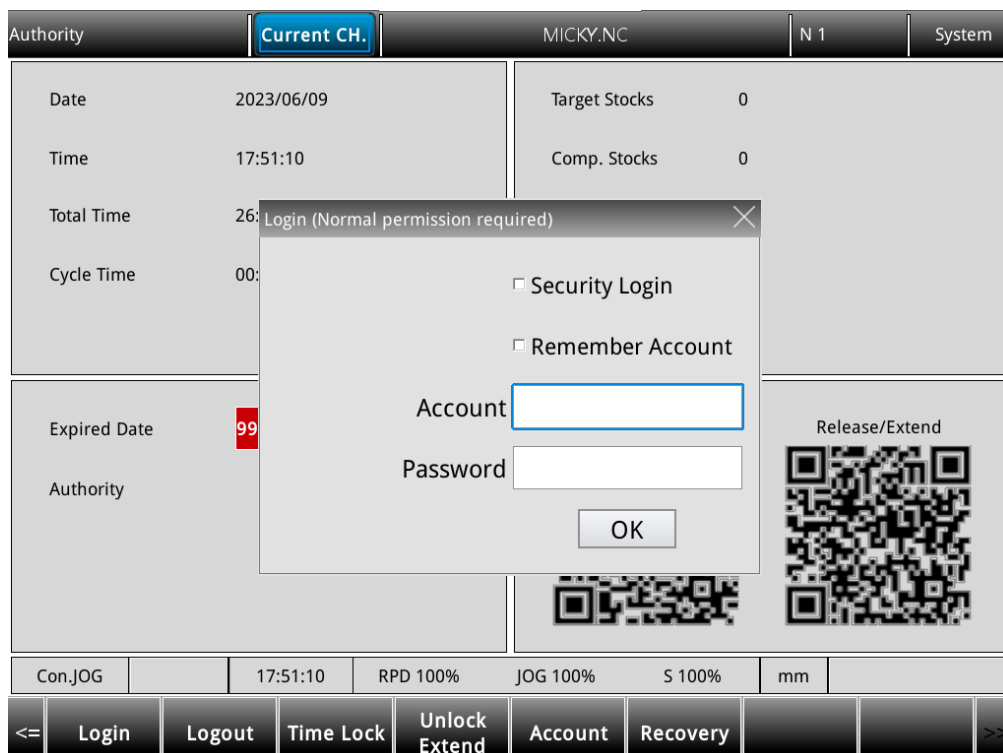 Authority Current CH. MICKY.NC N 1 System
Date 2023/06/09
Time 17:51:10
Total Time 26:
Cycle Time 00:
Target Stocks 0
Comp. Stocks 0
Login (Normal permission required)
Security Login
Remember Account
Account
Password
OK
Expired Date 99
Authority
Release/Extend
Con.JOG 17:51:10 RPD 100% JOG 100% S 100% mm
<= Login Logout Time Lock Unlock Extend Account Recovery >>